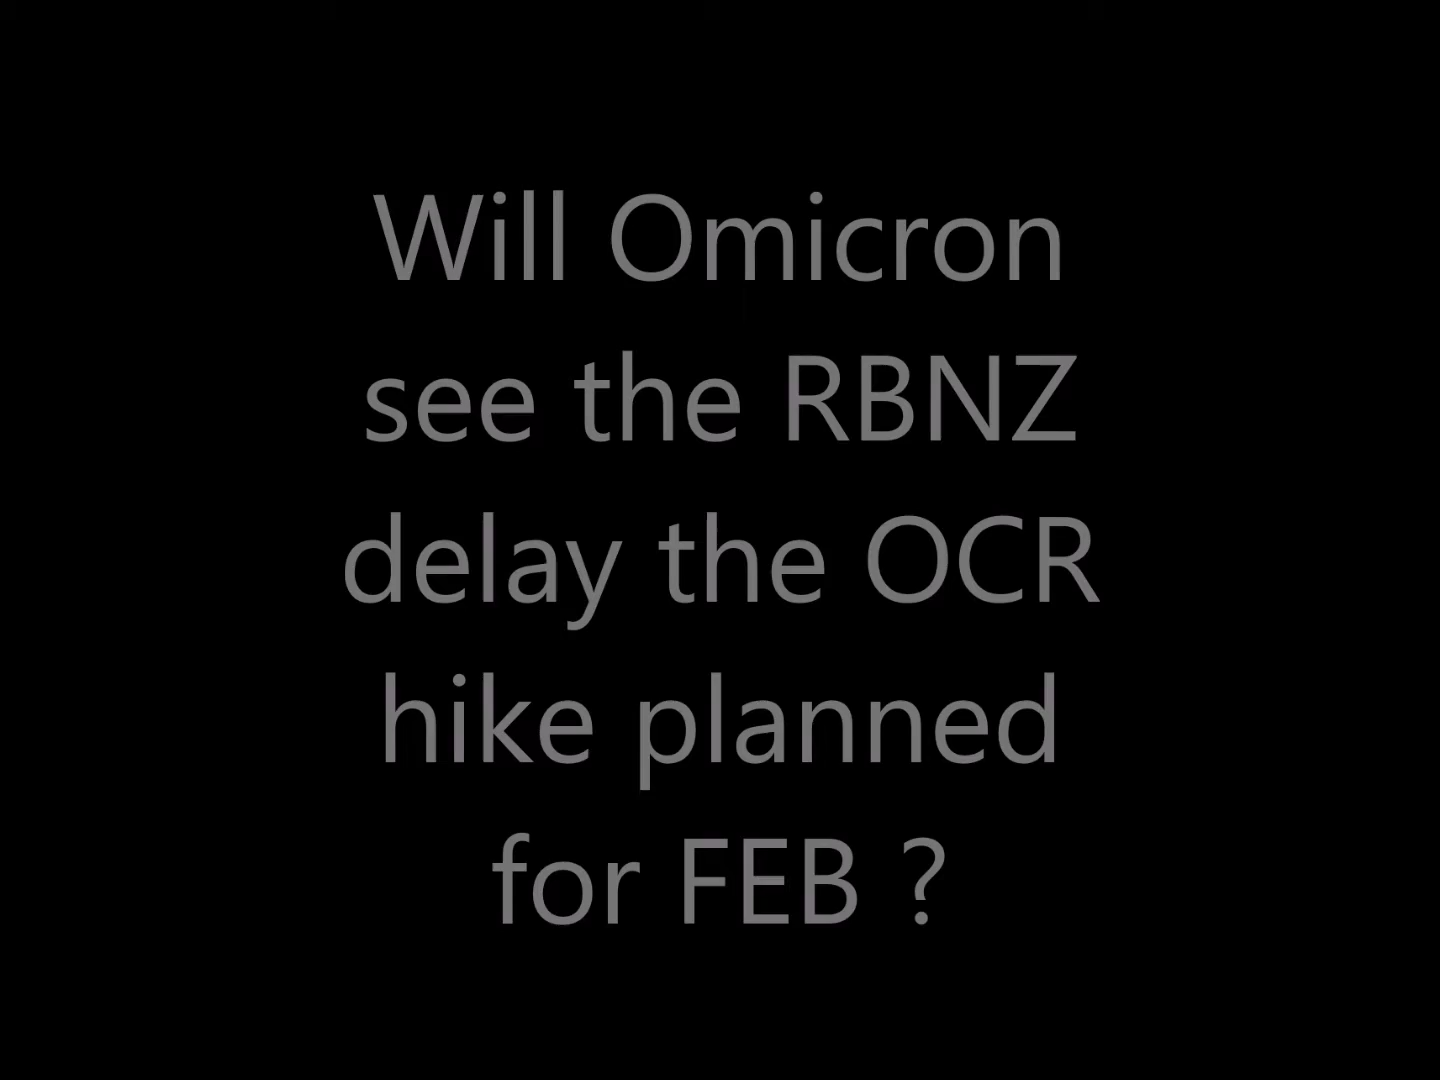 Will Omicron
see the RBNZ
delay the OCR
hike planned
for FEB ?